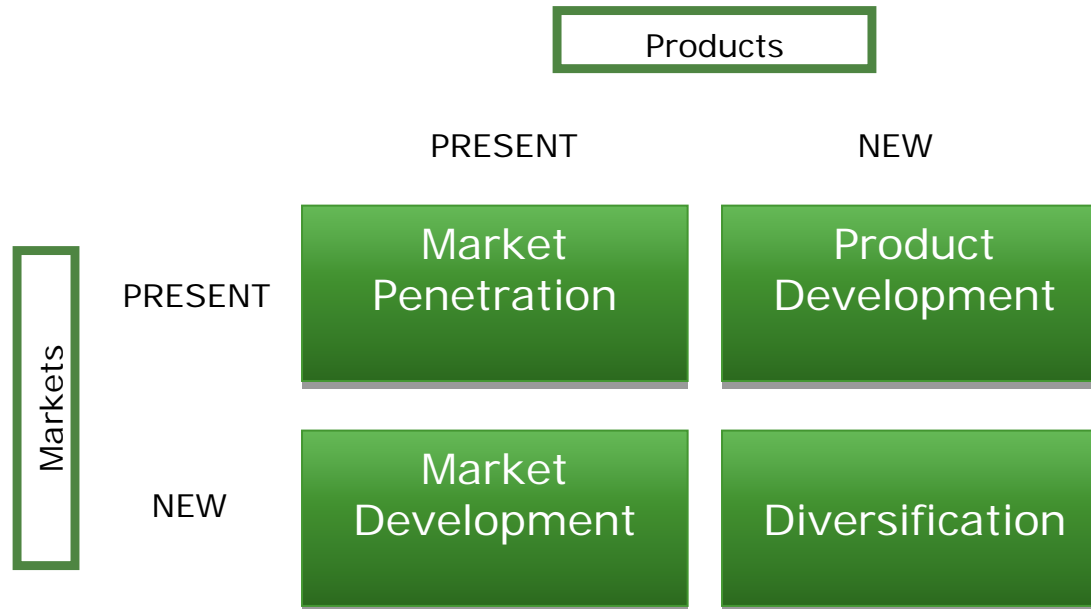 Products
PRESENT
NEW
Markets
PRESENT
Market
Penetration
Product
Development
NEW
Market
Development
Diversification